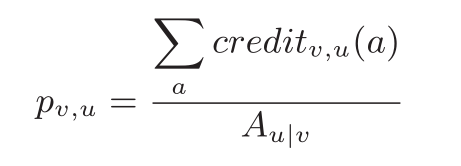 p_{v,u} = \frac{\sum_{a} credit_{v,u}(a)}{A_{u|v}}